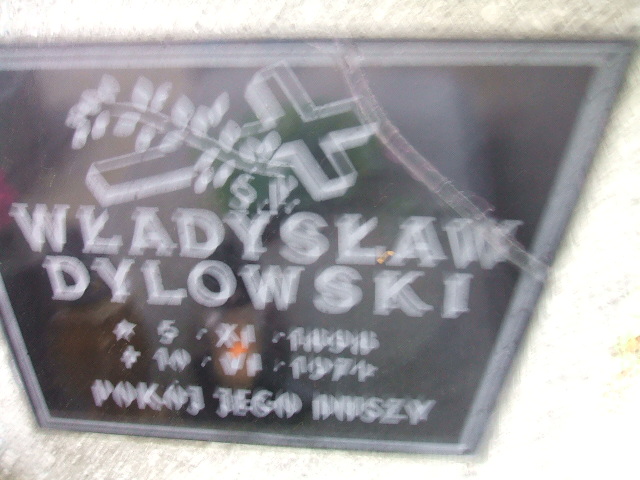 Ś.P.
WŁADYSŁAW
DYLOWSKI
★ 5 · XI ·
✝ 10 · VI ·
POKÓJ JEGO DUSZY